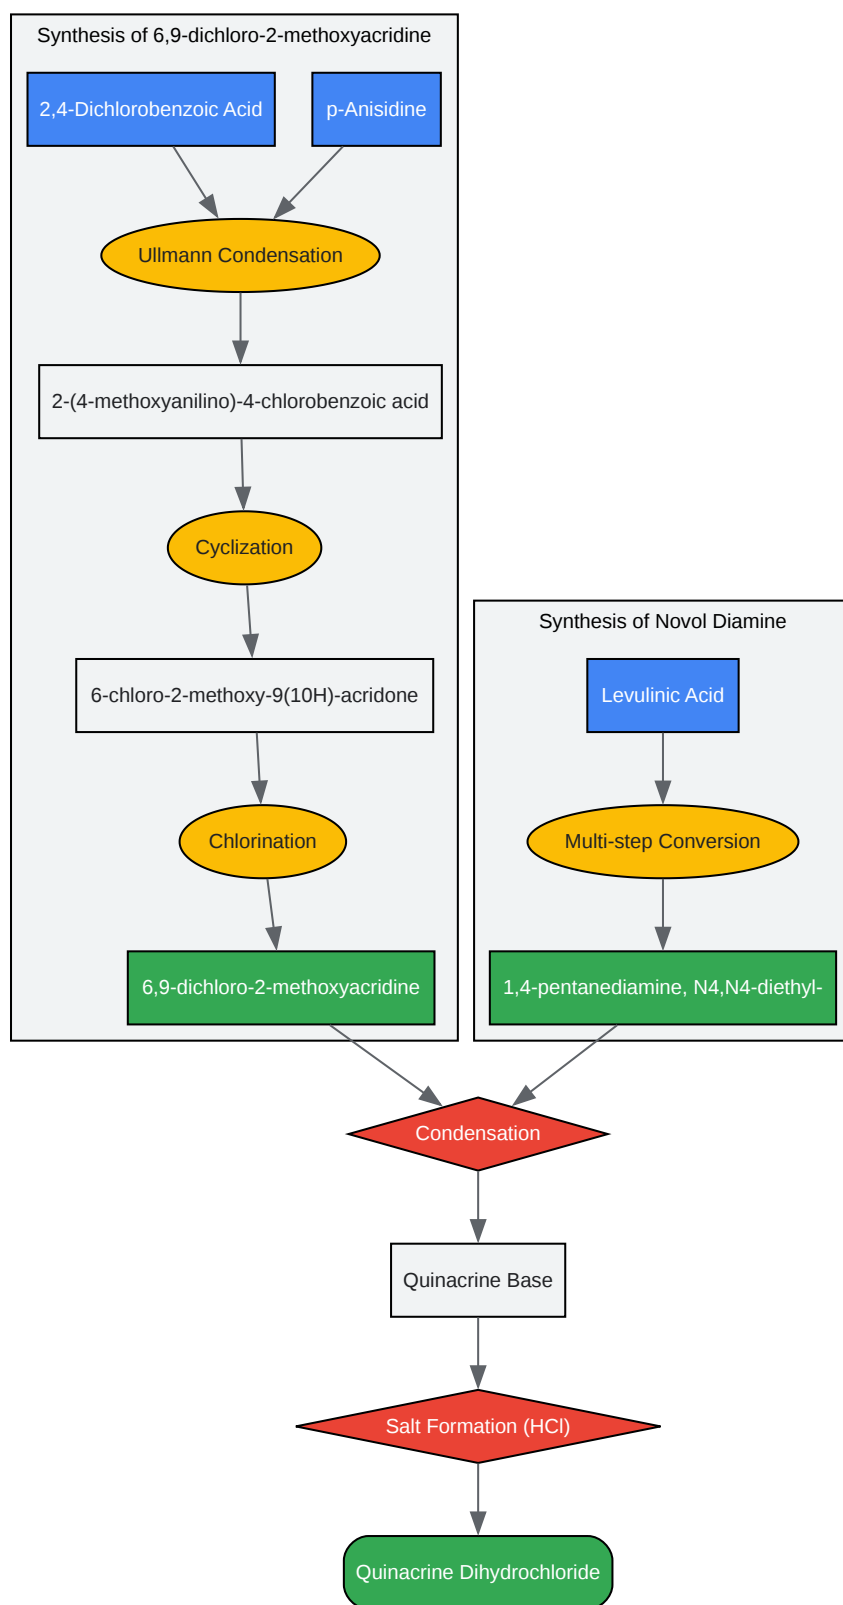 Synthesis of 6,9-dichloro-2-methoxyacridine
2,4-Dichlorobenzoic Acid
p-Anisidine
Ullmann Condensation
2-(4-methoxyanilino)-4-chlorobenzoic acid
Cyclization
6-chloro-2-methoxy-9(10H)-acridone
Chlorination
6,9-dichloro-2-methoxyacridine
Synthesis of Novol Diamine
Levulinic Acid
Multi-step Conversion
1,4-pentanediamine, N4,N4-diethyl-
Condensation
Quinacrine Base
Salt Formation (HCl)
Quinacrine Dihydrochloride